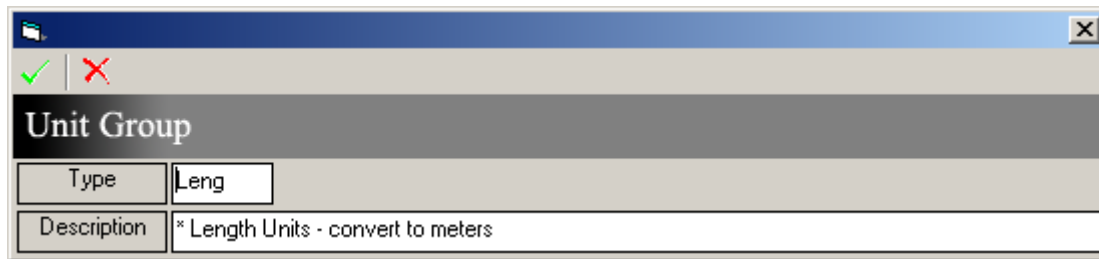 Unit Group
Type Leng
Description * Length Units - convert to meters